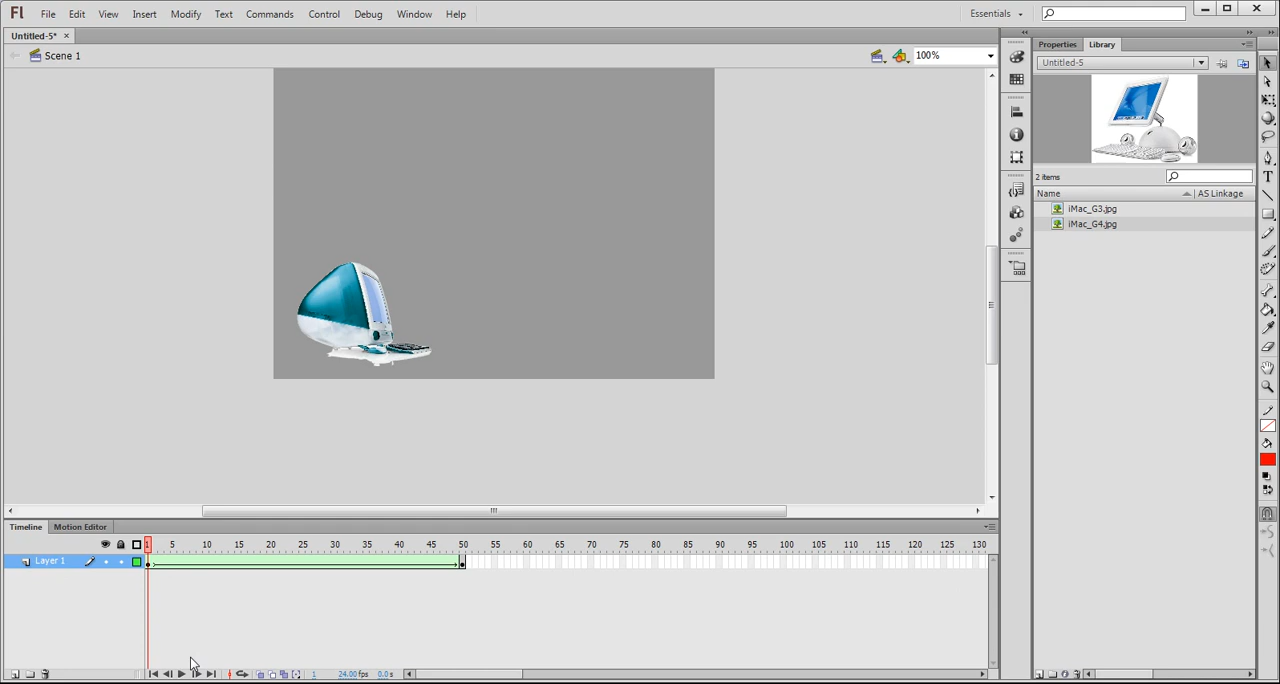 Fl File Edit View Insert Modify Text Commands Control Debug Window Help Essentials
Untitled-5* ×
Scene 1 100%
Properties Library
Untitled-5
2 items
Name AS Linkage
iMac_G3.jpg
iMac_G4.jpg
Timeline Motion Editor
1 5 10 15 20 25 30 35 40 45 50 55 60 65 70 75 80 85 90 95 100 105 110 115 120 125 130
Layer 1
1 24.00 fps 0.0 s